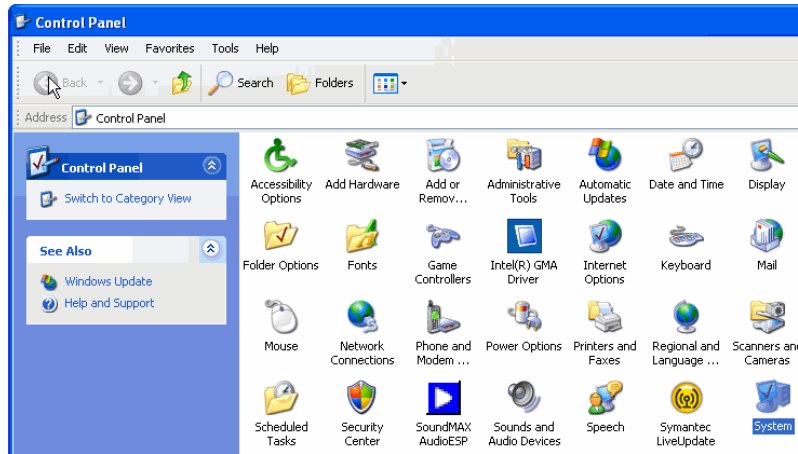 Control Panel
File Edit View Favorites Tools Help
Back Search Folders
Address Control Panel
Control Panel
Switch to Category View
See Also
Windows Update
Help and Support
Accessibility Options
Add Hardware
Add or Remov...
Administrative Tools
Automatic Updates
Date and Time
Display
Folder Options
Fonts
Game Controllers
Intel(R) GMA Driver
Internet Options
Keyboard
Mail
Mouse
Network Connections
Phone and Modem ...
Power Options
Printers and Faxes
Regional and Language ...
Scanners and Cameras
Scheduled Tasks
Security Center
SoundMAX AudioESP
Sounds and Audio Devices
Speech
Symantec LiveUpdate
System